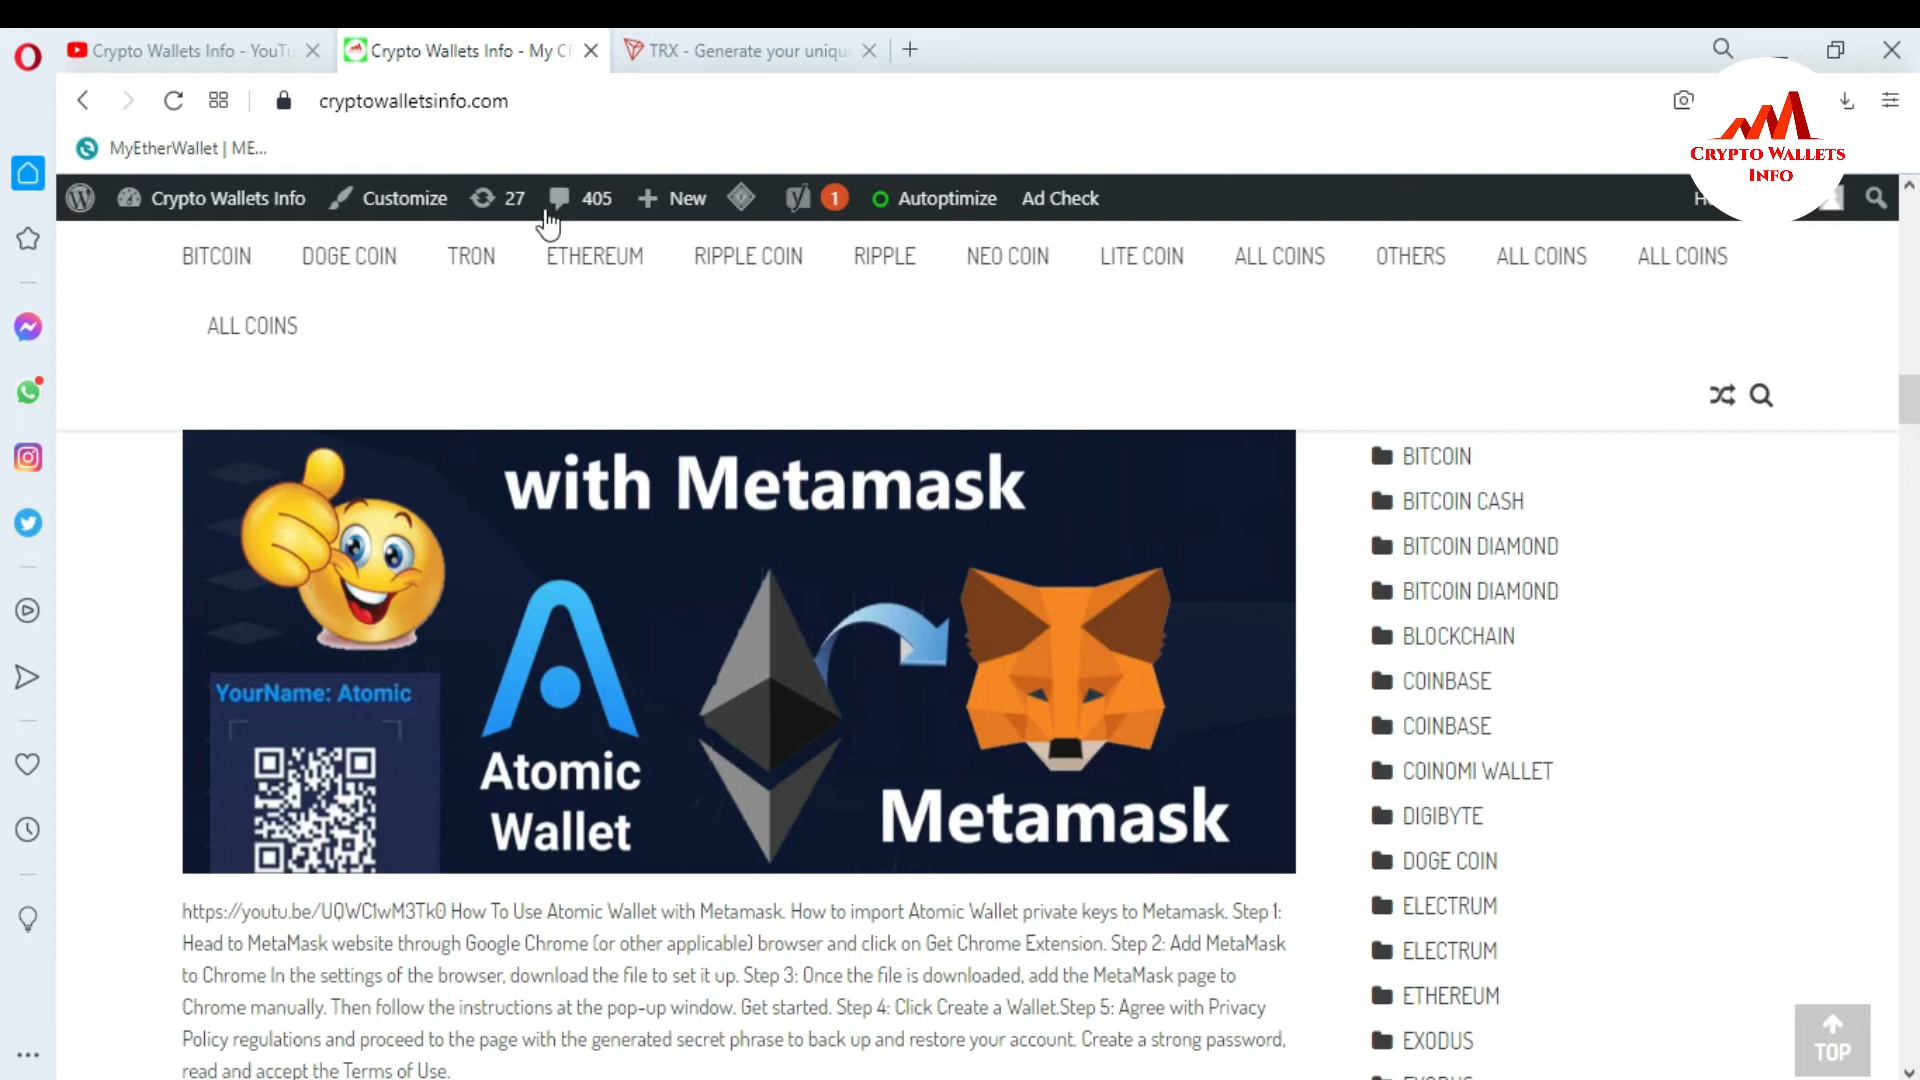 Crypto Wallets Info - YouTu
Crypto Wallets Info - My C
TRX - Generate your uniqu
cryptowalletsinfo.com
CRYPTO WALLETS
INFO
MyEtherWallet | ME...
Crypto Wallets Info
Customize
27
405
New
1
Autoptimize
Ad Check
BITCOIN
DOGE COIN
TRON
ETHEREUM
RIPPLE COIN
RIPPLE
NEO COIN
LITE COIN
ALL COINS
OTHERS
ALL COINS
ALL COINS
ALL COINS
with Metamask
YourName: Atomic
Atomic
Wallet
Metamask
https://youtu.be/UQWC1wM3Tk0 How To Use Atomic Wallet with Metamask. How to import Atomic Wallet private keys to Metamask. Step 1:
Head to MetaMask website through Google Chrome (or other applicable) browser and click on Get Chrome Extension. Step 2: Add MetaMask
to Chrome In the settings of the browser, download the file to set it up. Step 3: Once the file is downloaded, add the MetaMask page to
Chrome manually. Then follow the instructions at the pop-up window. Get started. Step 4: Click Create a Wallet.Step 5: Agree with Privacy
Policy regulations and proceed to the page with the generated secret phrase to back up and restore your account. Create a strong password,
read and accept the Terms of Use.
BITCOIN
BITCOIN CASH
BITCOIN DIAMOND
BITCOIN DIAMOND
BLOCKCHAIN
COINBASE
COINBASE
COINOMI WALLET
DIGIBYTE
DOGE COIN
ELECTRUM
ELECTRUM
ETHEREUM
EXODUS
TOP